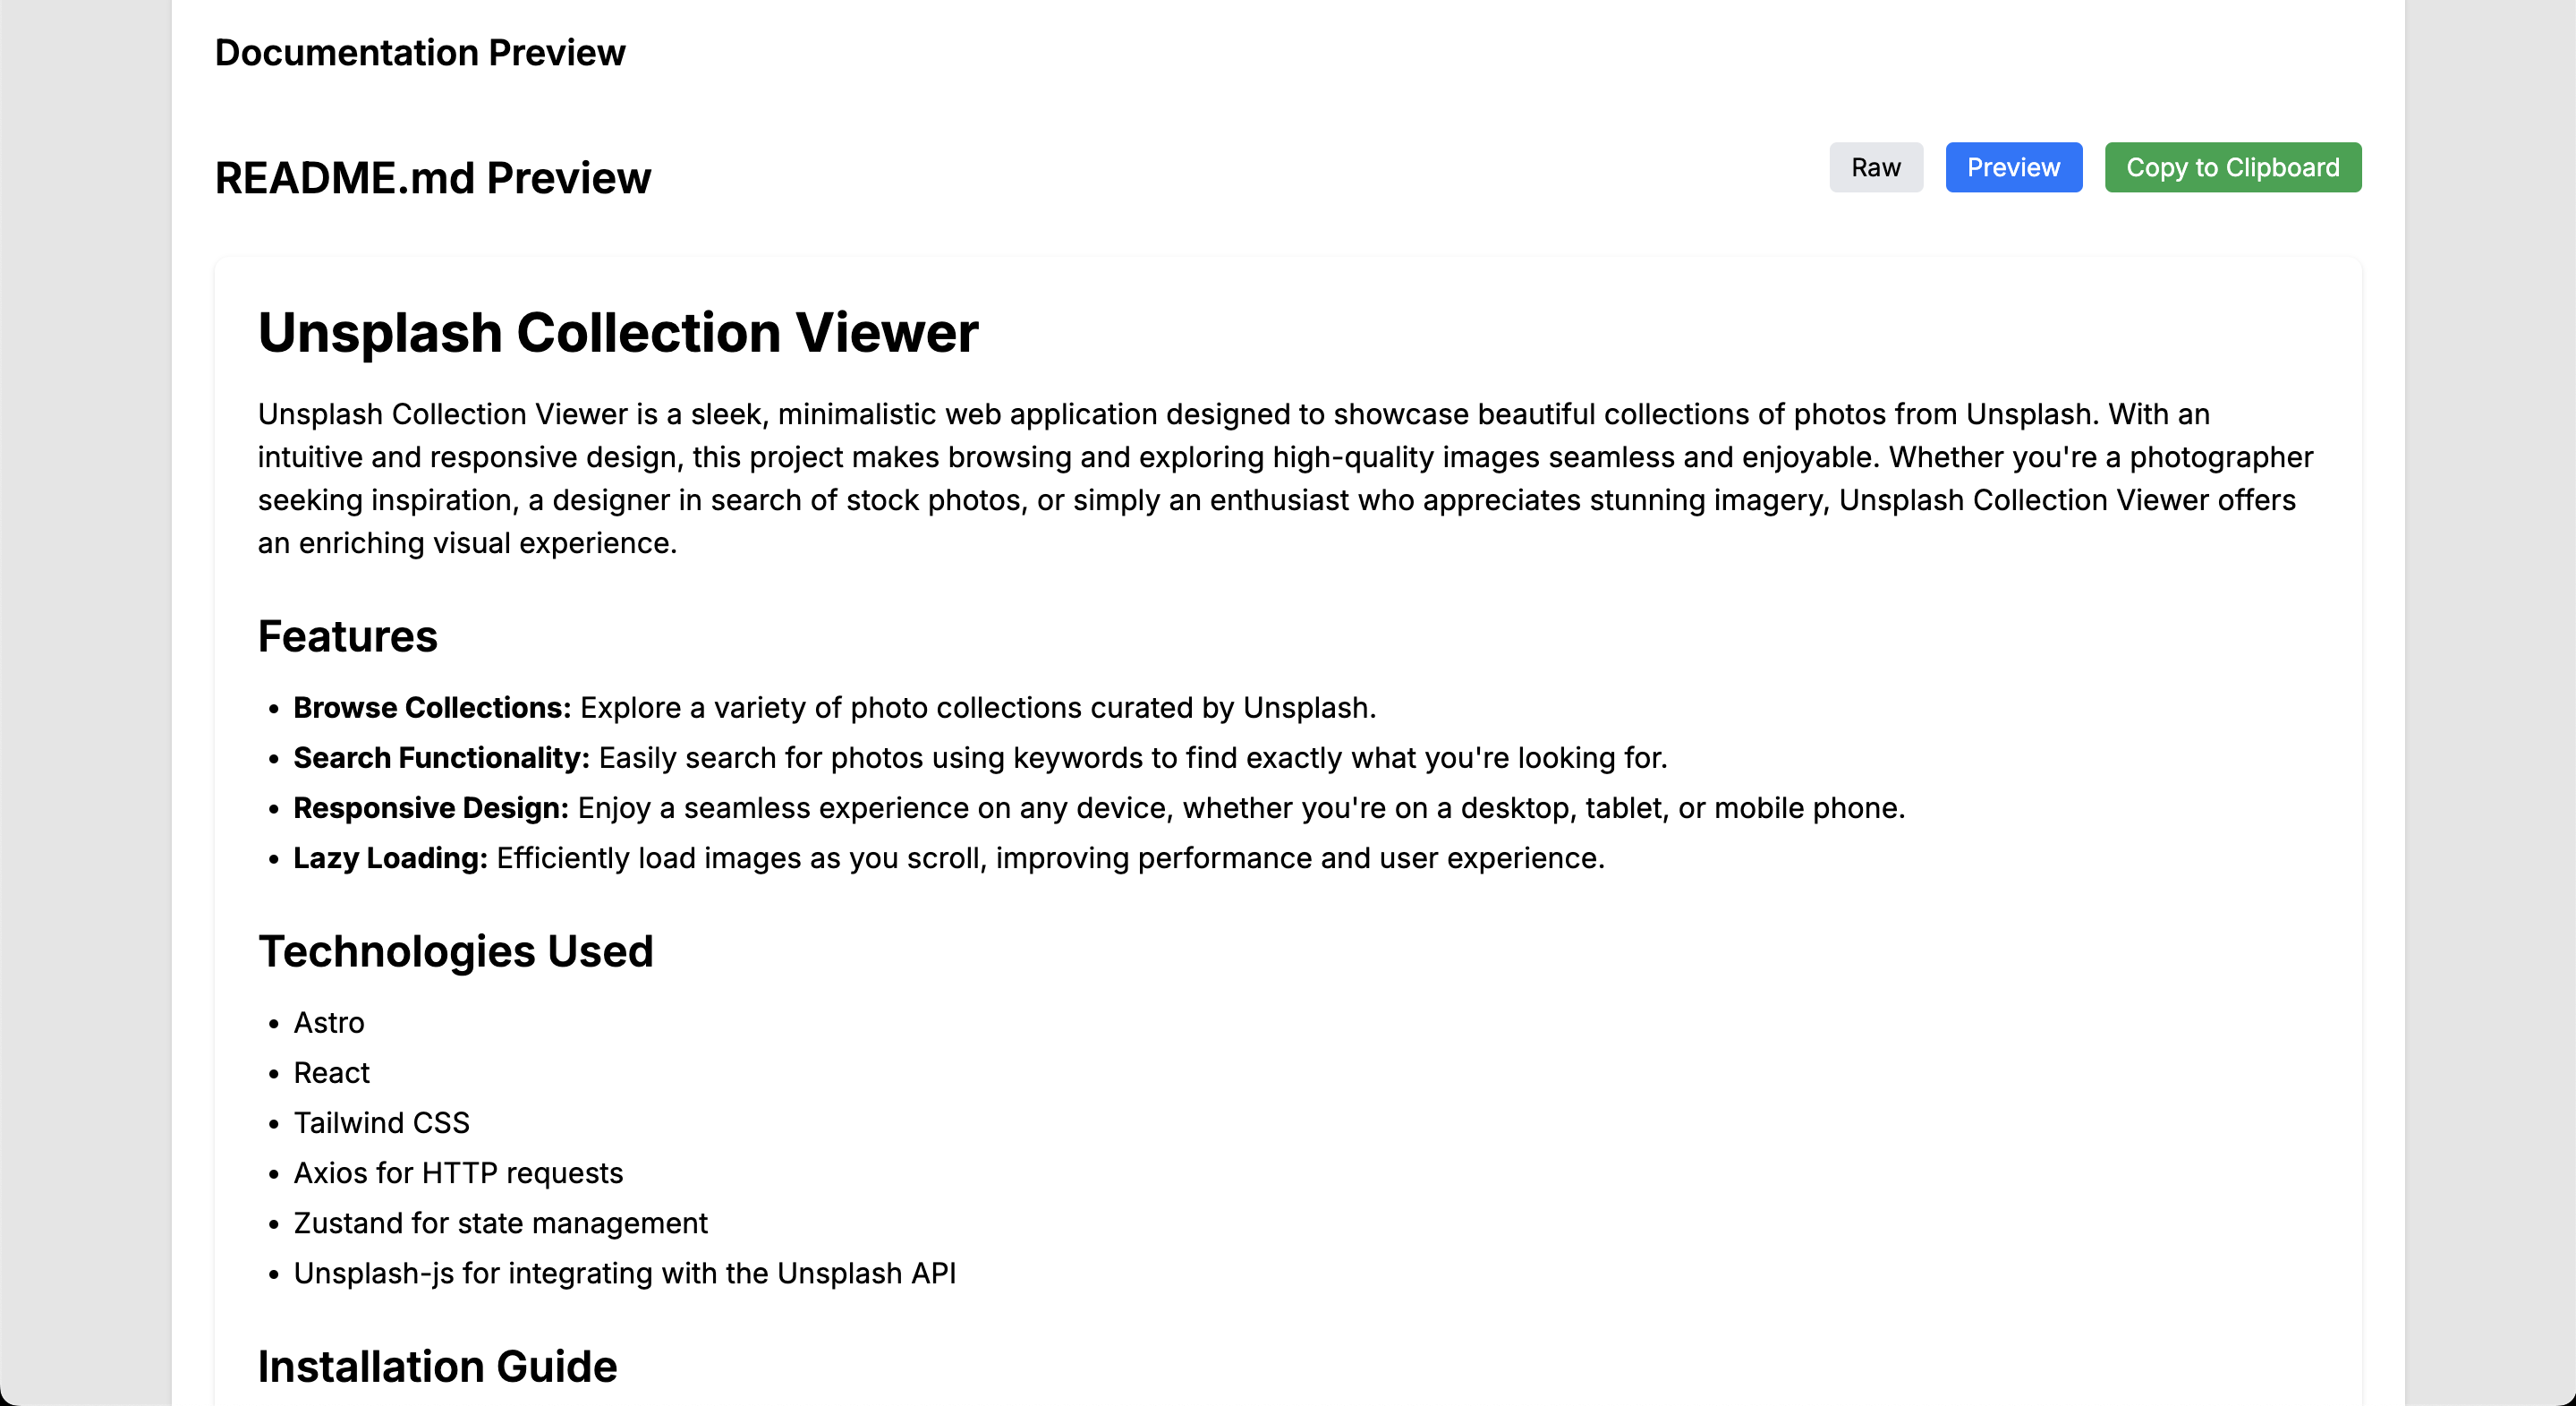 Documentation Preview
README.md Preview
Raw
Preview
Copy to Clipboard
Unsplash Collection Viewer
Unsplash Collection Viewer is a sleek, minimalistic web application designed to showcase beautiful collections of photos from Unsplash. With an
intuitive and responsive design, this project makes browsing and exploring high-quality images seamless and enjoyable. Whether you're a photographer
seeking inspiration, a designer in search of stock photos, or simply an enthusiast who appreciates stunning imagery, Unsplash Collection Viewer offers
an enriching visual experience.
Features
• Browse Collections: Explore a variety of photo collections curated by Unsplash.
• Search Functionality: Easily search for photos using keywords to find exactly what you're looking for.
• Responsive Design: Enjoy a seamless experience on any device, whether you're on a desktop, tablet, or mobile phone.
• Lazy Loading: Efficiently load images as you scroll, improving performance and user experience.
Technologies Used
• Astro
• React
• Tailwind CSS
• Axios for HTTP requests
• Zustand for state management
• Unsplash-js for integrating with the Unsplash API
Installation Guide